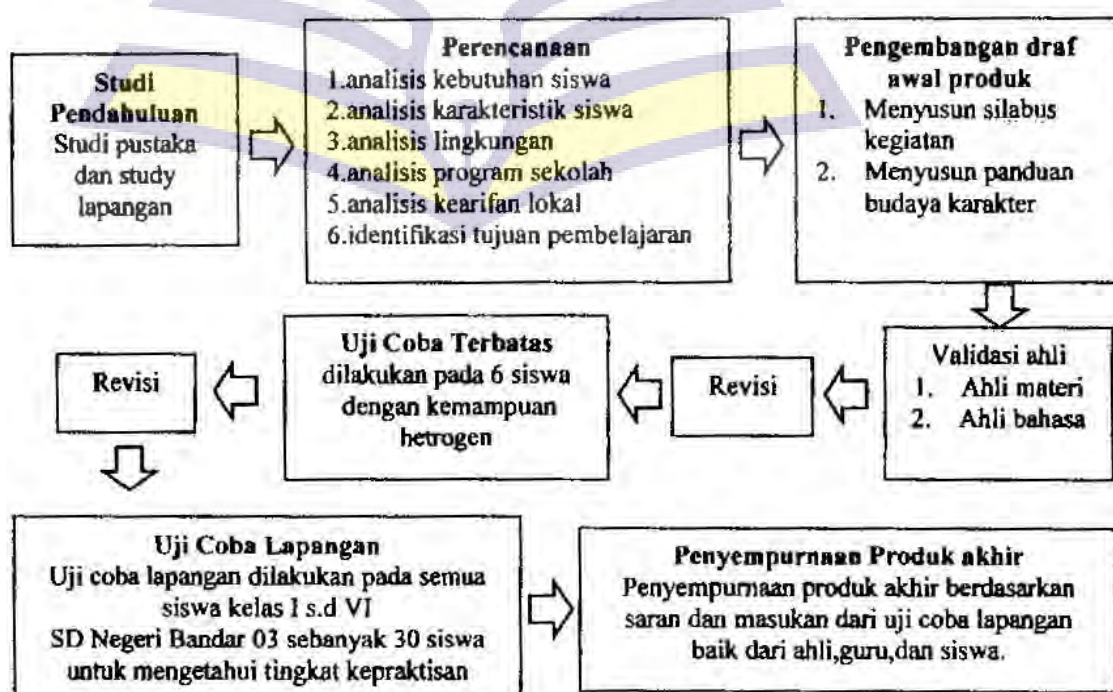 Studi
Pendahuluan
Studi pustaka
dan study
lapangan
Perencanaan
1.analisis kebutuhan siswa
2.analisis karakteristik siswa
3.analisis lingkungan
4.analisis program sekolah
5.analisis kearifan lokal
6.identifikasi tujuan pembelajaran
Pengembangan draf
awal produk
1. Menyusun silabus
kegiatan
2. Menyusun panduan
budaya karakter
Validasi ahli
1. Ahli materi
2. Ahli bahasa
Revisi
Uji Coba Terbatas
dilakukan pada 6 siswa
dengan kemampuan
hetrogen
Revisi
Uji Coba Lapangan
Uji coba lapangan dilakukan pada semua
siswa kelas I s.d VI
SD Negeri Bandar 03 sebanyak 30 siswa
untuk mengetahui tingkat kepraktisan
Penyempurnaan Produk akhir
Penyempurnaan produk akhir berdasarkan
saran dan masukan dari uji coba lapangan
baik dari ahli,guru,dan siswa.